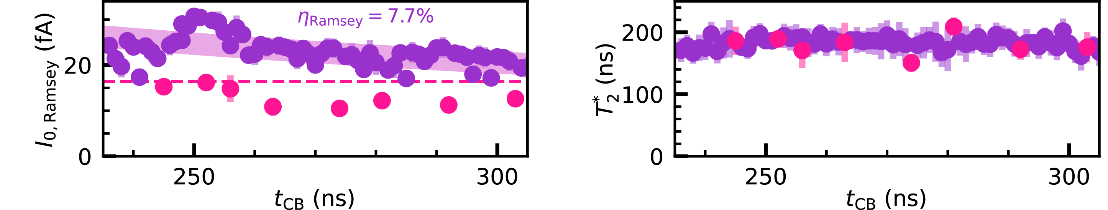 η_Ramsey = 7.7%
I_0, Ramsey (fA)
20
0
250
300
t_CB (ns)
T_2^* (ns)
200
100
0
250
300
t_CB (ns)